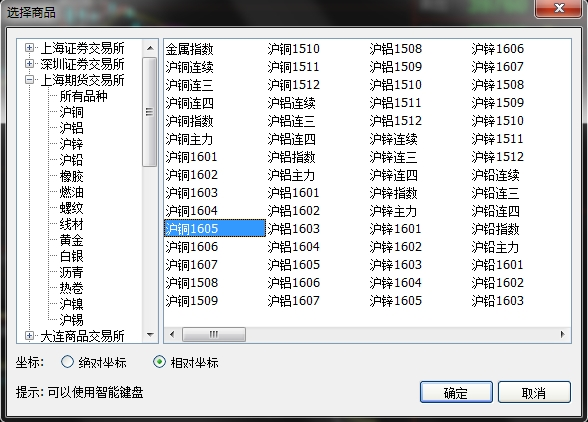 选择商品
上海证券交易所
深圳证券交易所
上海期货交易所
所有品种
沪铜
沪铝
沪锌
沪铅
橡胶
燃油
螺纹
线材
黄金
白银
沥青
热卷
沪镍
沪锡
大连商品交易所
金属指数 沪铜1510 沪铝1508 沪锌1606
沪铜连续 沪铜1511 沪铝1509 沪锌1607
沪铜连三 沪铜1512 沪铝1510 沪锌1508
沪铜连四 沪铝连续 沪铝1511 沪锌1509
沪铜指数 沪铝连三 沪铝1512 沪锌1510
沪铜主力 沪铝连四 沪锌连续 沪锌1511
沪铜1601 沪铝指数 沪锌连三 沪锌1512
沪铜1602 沪铝主力 沪锌连四 沪铅连续
沪铜1603 沪铝1601 沪锌指数 沪铅连三
沪铜1604 沪铝1602 沪锌主力 沪铅连四
沪铜1605 沪铝1603 沪锌1601 沪铅指数
沪铜1606 沪铝1604 沪锌1602 沪铅主力
沪铜1607 沪铝1605 沪锌1603 沪铅1601
沪铜1508 沪铝1606 沪锌1604 沪铅1602
沪铜1509 沪铝1607 沪锌1605 沪铅1603
坐标: 绝对坐标 相对坐标
提示: 可以使用智能键盘
确定 取消